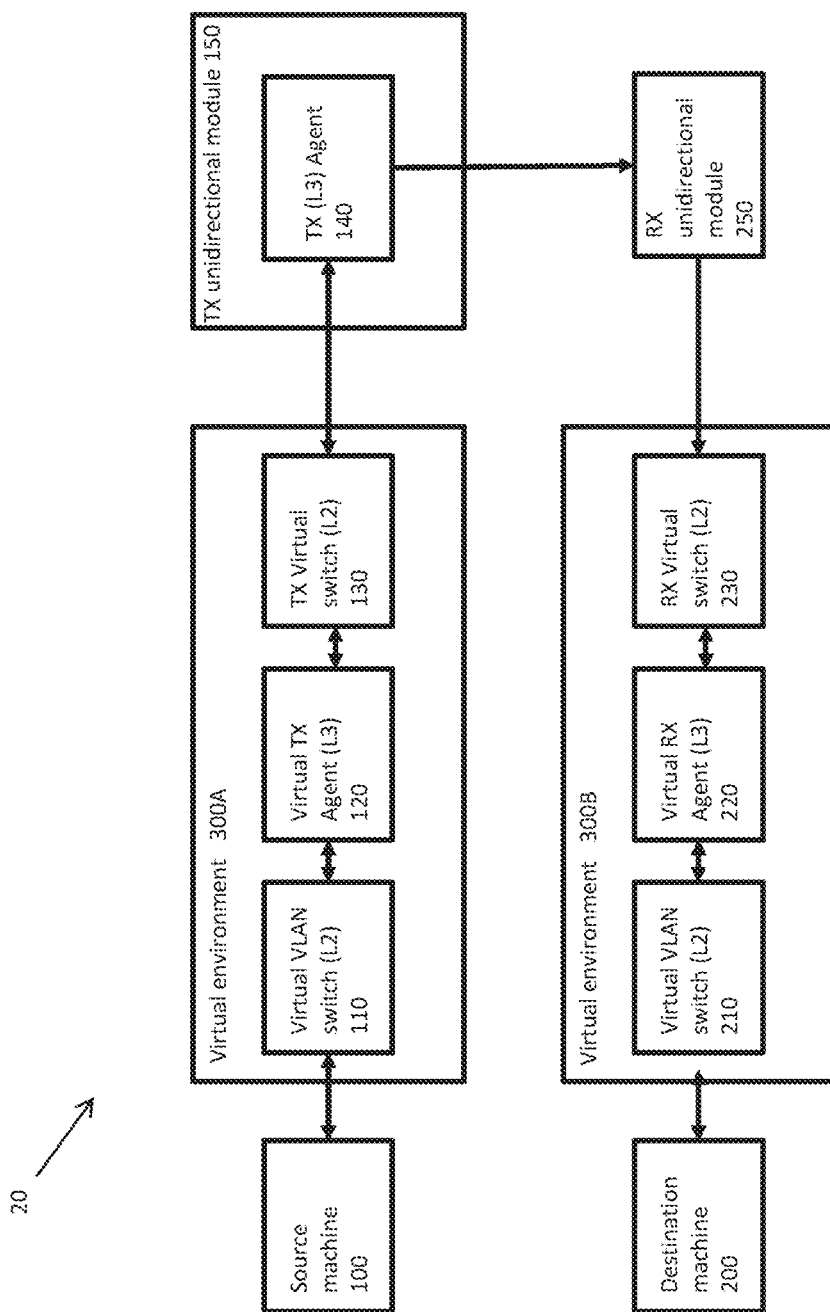 20
Source
machine
100
Virtual environment 300A
Virtual VLAN
switch (L2)
110
Virtual TX
Agent (L3)
120
TX Virtual
switch (L2)
130
TX unidirectional module 150
TX (L3) Agent
140
Destination
machine
200
Virtual environment 300B
Virtual VLAN
switch (L2)
210
Virtual RX
Agent (L3)
220
RX Virtual
switch (L2)
230
RX
unidirectional
module
250